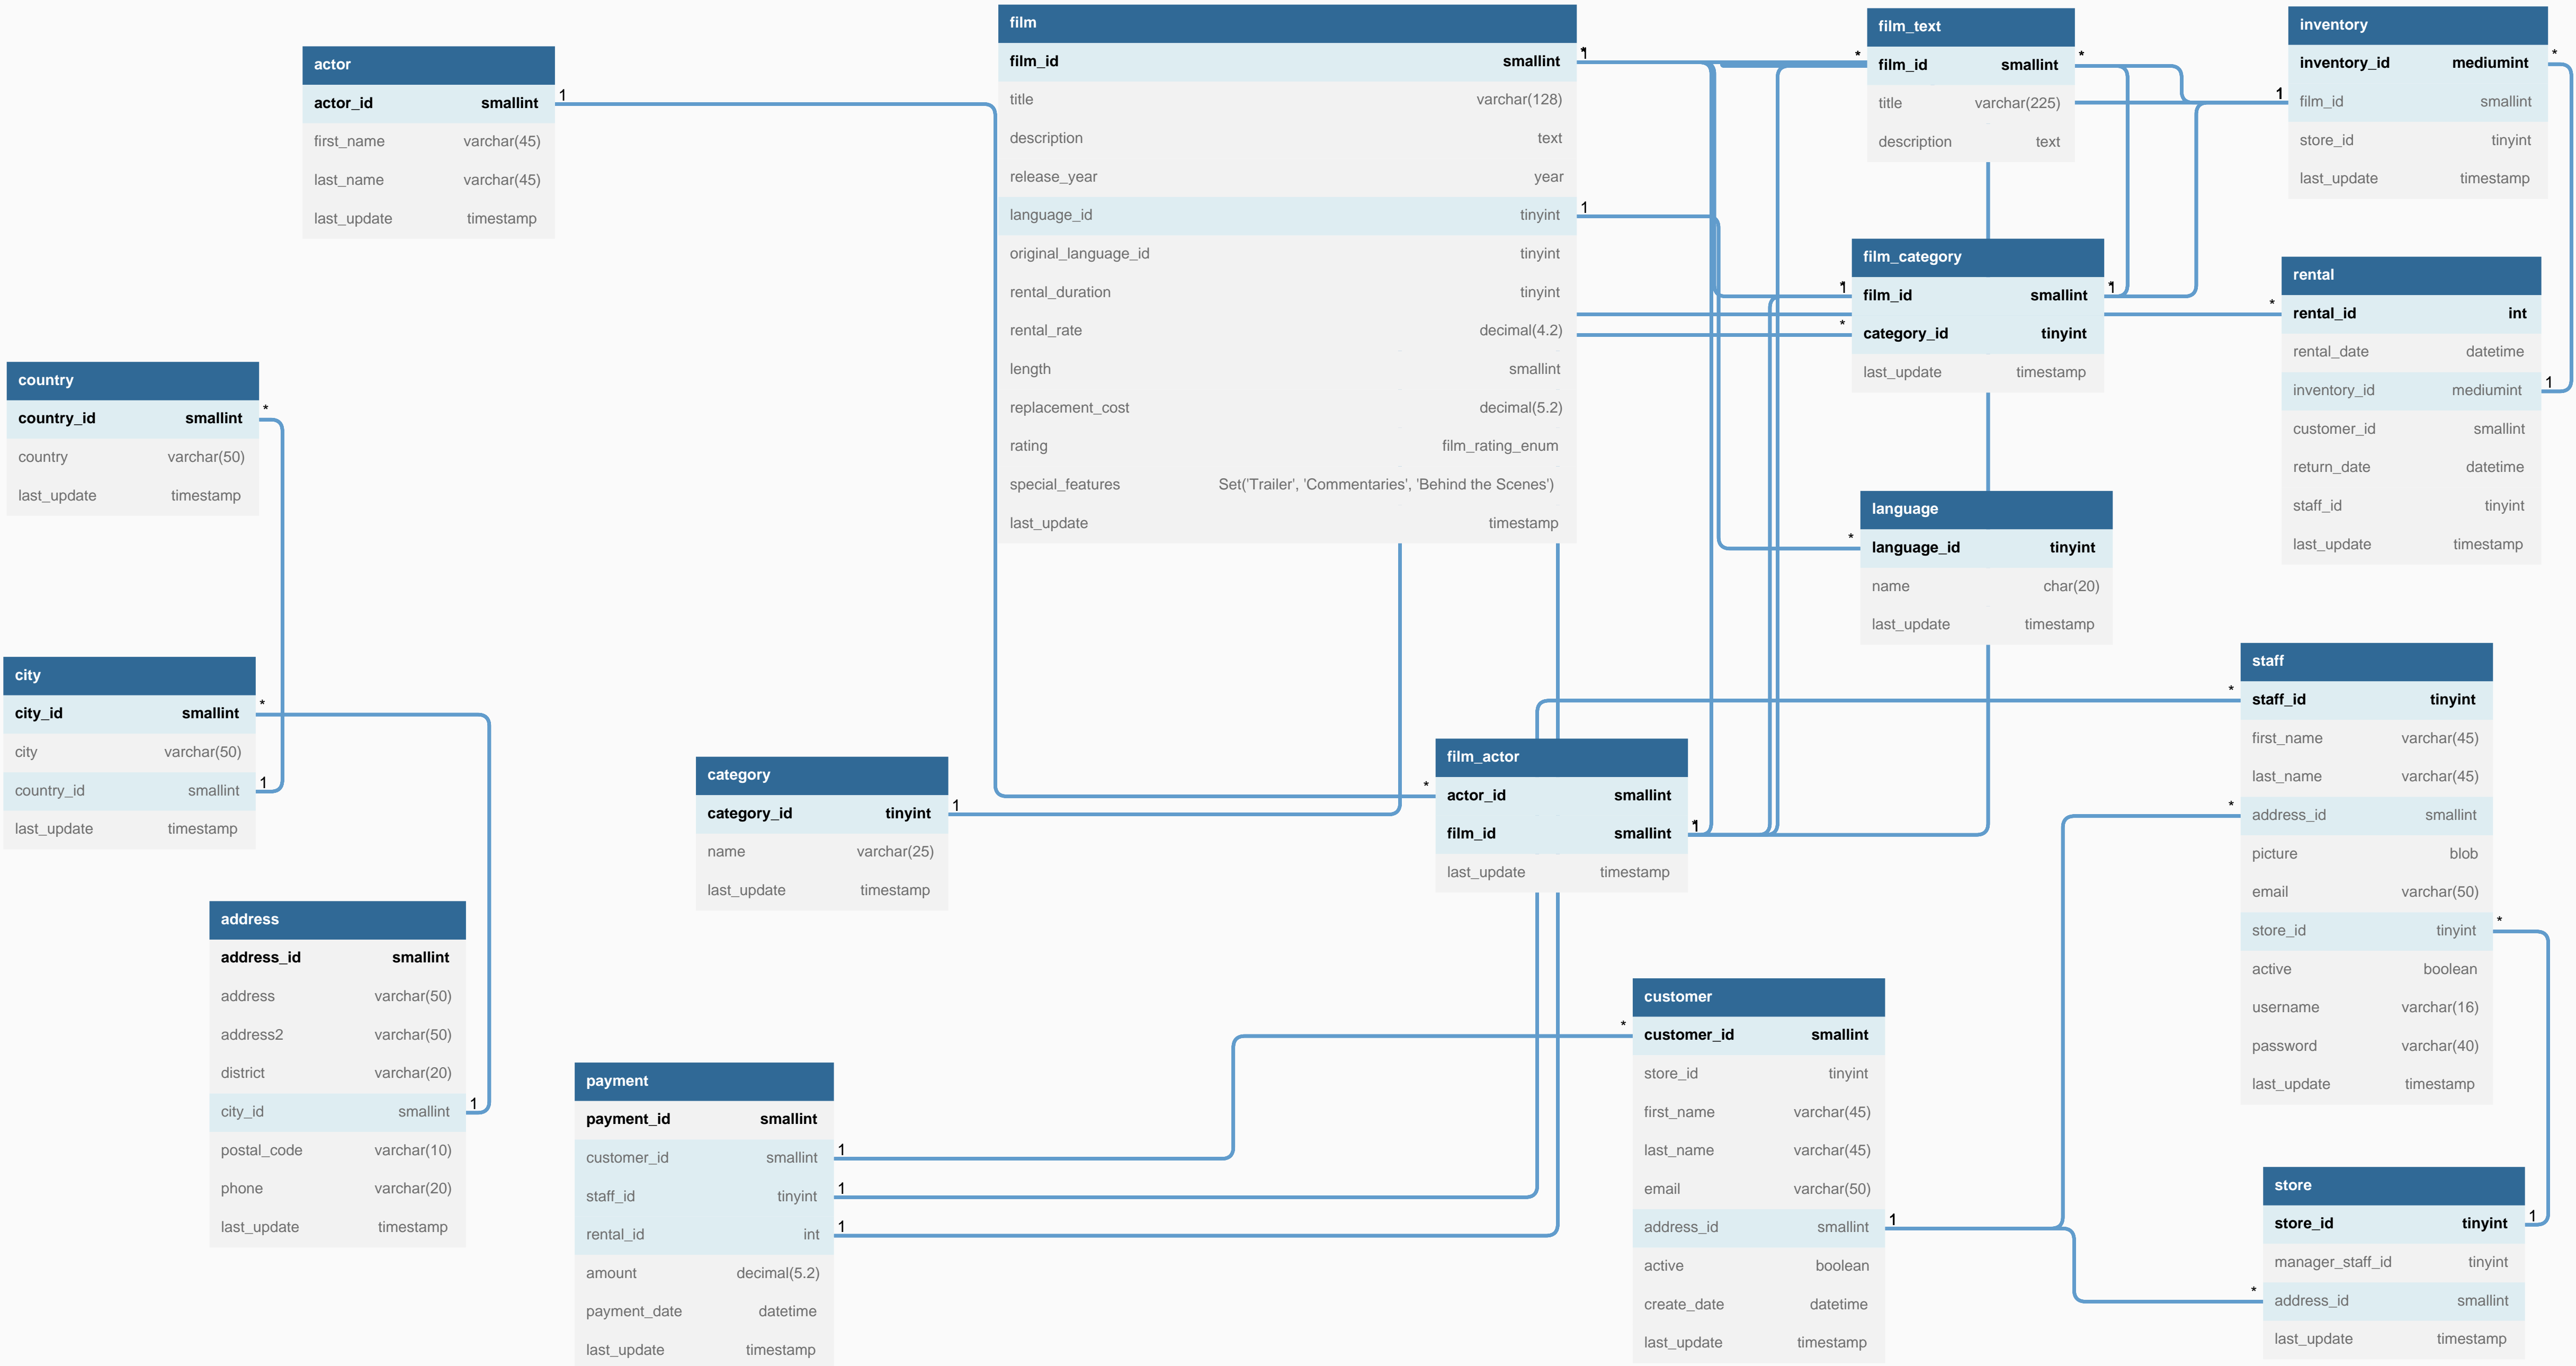 actor
actor_id smallint
first_name varchar(45)
last_name varchar(45)
last_update timestamp
film
film_id smallint
title varchar(128)
description text
release_year year
language_id tinyint
original_language_id tinyint
rental_duration tinyint
rental_rate decimal(4.2)
length smallint
replacement_cost decimal(5.2)
rating film_rating_enum
special_features Set('Trailer', 'Commentaries', 'Behind the Scenes')
last_update timestamp
film_text
film_id smallint
title varchar(225)
description text
inventory
inventory_id mediumint
film_id smallint
store_id tinyint
last_update timestamp
film_category
film_id smallint
category_id tinyint
last_update timestamp
rental
rental_id int
rental_date datetime
inventory_id mediumint
customer_id smallint
return_date datetime
staff_id tinyint
last_update timestamp
country
country_id smallint
country varchar(50)
last_update timestamp
language
language_id tinyint
name char(20)
last_update timestamp
city
city_id smallint
city varchar(50)
country_id smallint
last_update timestamp
staff
staff_id tinyint
first_name varchar(45)
last_name varchar(45)
address_id smallint
picture blob
email varchar(50)
store_id tinyint
active boolean
username varchar(16)
password varchar(40)
last_update timestamp
category
category_id tinyint
name varchar(25)
last_update timestamp
film_actor
actor_id smallint
film_id smallint
last_update timestamp
address
address_id smallint
address varchar(50)
address2 varchar(50)
district varchar(20)
city_id smallint
postal_code varchar(10)
phone varchar(20)
last_update timestamp
customer
customer_id smallint
store_id tinyint
first_name varchar(45)
last_name varchar(45)
email varchar(50)
address_id smallint
active boolean
create_date datetime
last_update timestamp
payment
payment_id smallint
customer_id smallint
staff_id tinyint
rental_id int
amount decimal(5.2)
payment_date datetime
last_update timestamp
store
store_id tinyint
manager_staff_id tinyint
address_id smallint
last_update timestamp